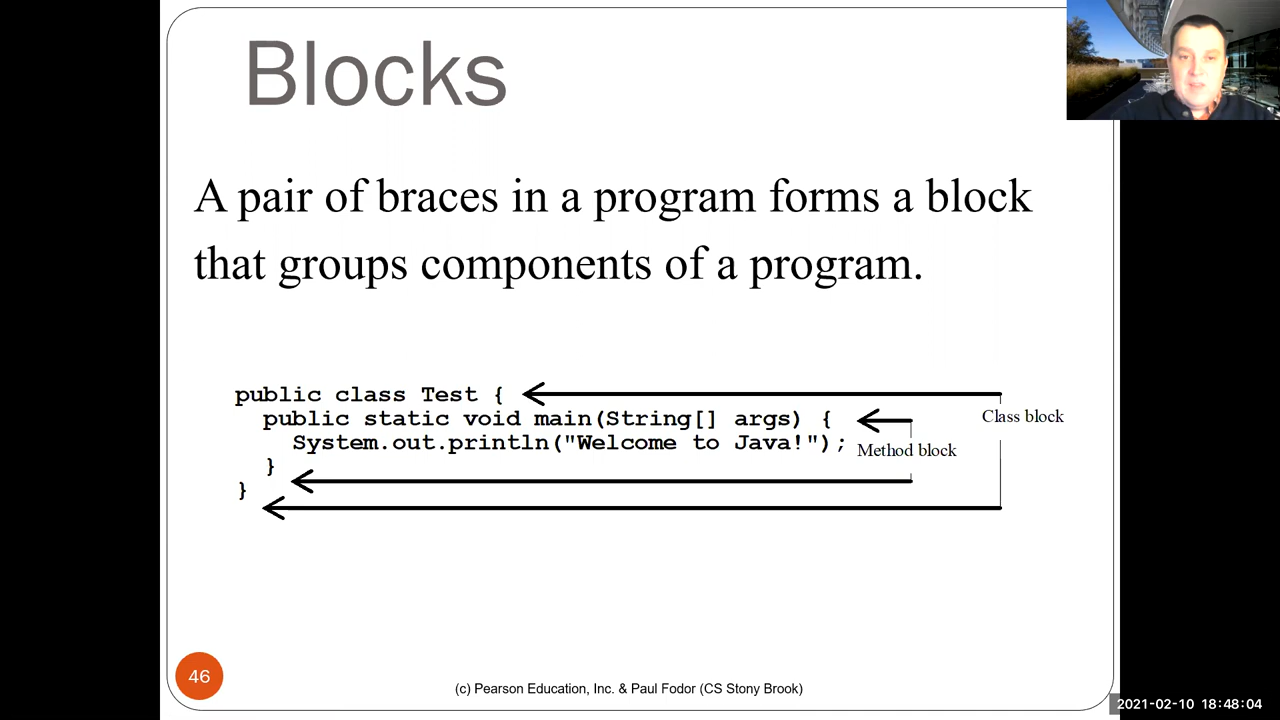 Blocks
A pair of braces in a program forms a block
that groups components of a program.
public class Test {
public static void main(String[] args) {
Class block
System.out.println("Welcome to Java!");
Method block
}
}
46
(c) Pearson Education, Inc. & Paul Fodor (CS Stony Brook)
2021-02-10 18:48:04